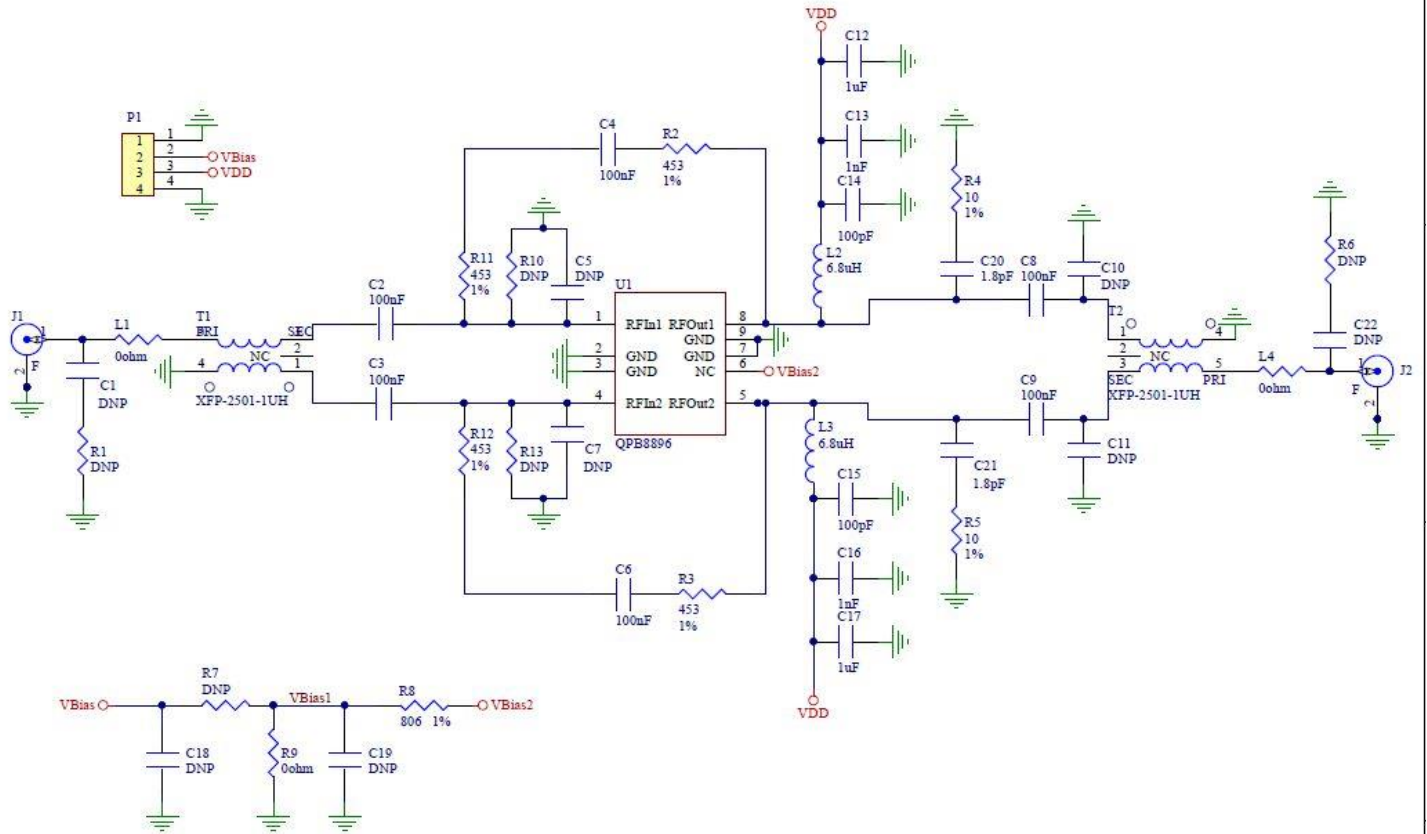 VDD
C12
1uF
P1
1 1
2 2 VBias
3 3 VDD
4 4
C4
100nF
R2
453
1%
C13
1nF
C14
100pF
R4
10
1%
R11
453
1%
R10
DNP
C5
DNP
L2
6.8uH
C20
1.8pF
C8
100nF
C10
DNP
R6
DNP
C2
100nF
U1
J1
1
2
F
L1
0ohm
T1
PRI
SEC
NC
2
4
1
XFP-2501-1UH
C1
DNP
R1
DNP
C3
100nF
1 RFIn1 RFOut1 8
GND 9
2 GND GND 7
3 GND NC 6 VBias2
4 RFIn2 RFOut2 5
QPB8896
T2
1
4
2
NC
3
5
SEC
PRI
XFP-2501-1UH
L4
0ohm
C22
DNP
1
J2
F
2
R12
453
1%
R13
DNP
C7
DNP
L3
6.8uH
C9
100nF
C11
DNP
C21
1.8pF
C15
100pF
R5
10
1%
C16
1nF
C17
1uF
C6
100nF
R3
453
1%
VDD
VBias
R7
DNP
VBias1
R8
806 1%
VBias2
C18
DNP
R9
0ohm
C19
DNP